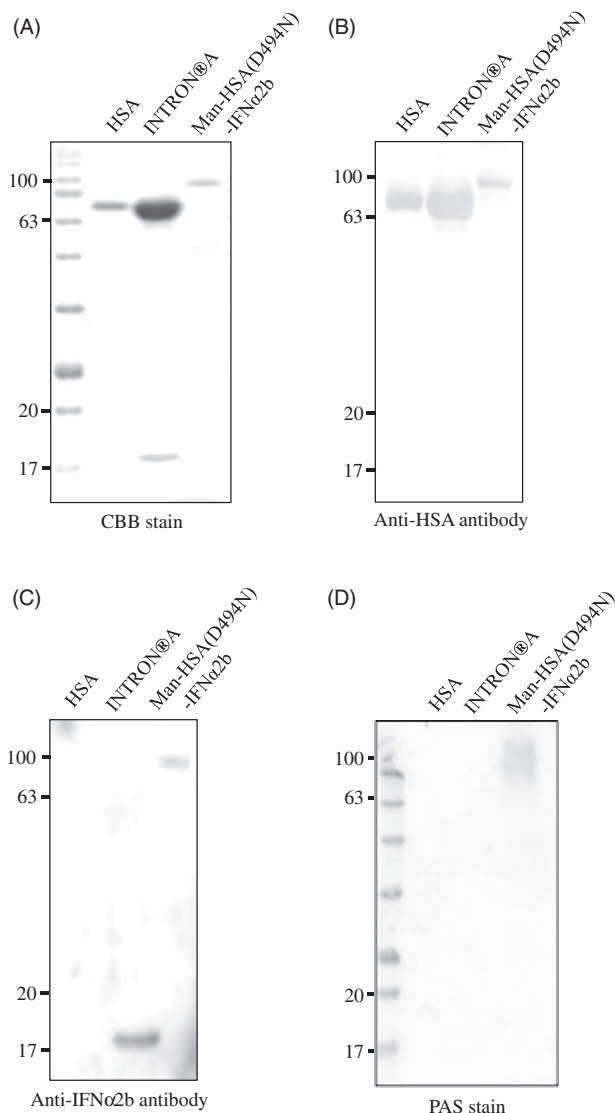 (A)
HSA
INTRON®A
Man-HSA(D494N)
-IFNα2b
100
63
20
17
CBB stain
(B)
HSA
INTRON®A
Man-HSA(D494N)
-IFNα2b
100
63
20
17
Anti-HSA antibody
(C)
HSA
INTRON®A
Man-HSA(D494N)
-IFNα2b
100
63
20
17
Anti-IFNα2b antibody
(D)
HSA
INTRON®A
Man-HSA(D494N)
-IFNα2b
100
63
20
17
PAS stain